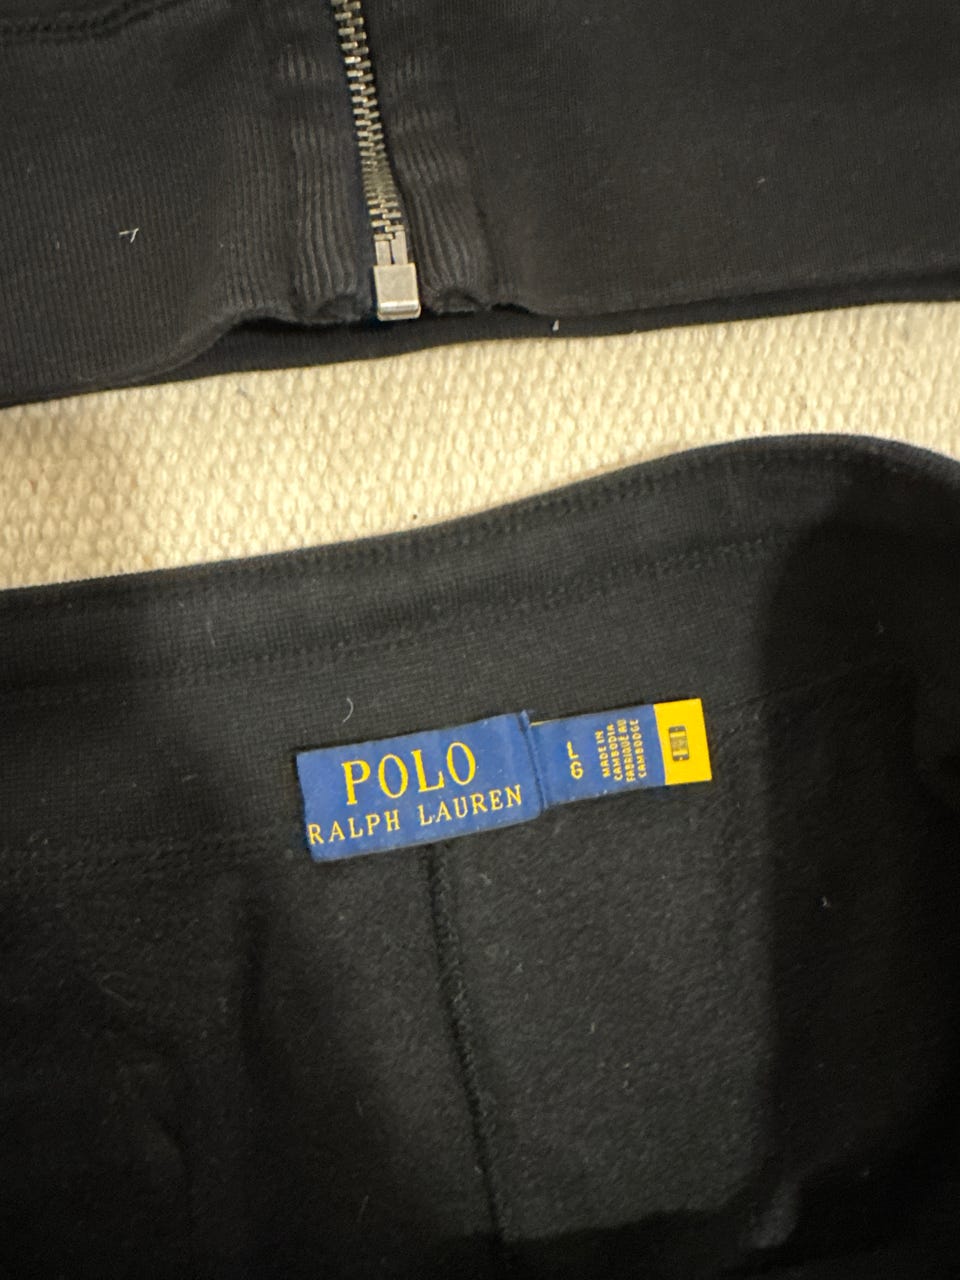 POLO
RALPH LAUREN
MADE IN
CAMBODIA
FABRIQUÉ AU
CAMBODGE